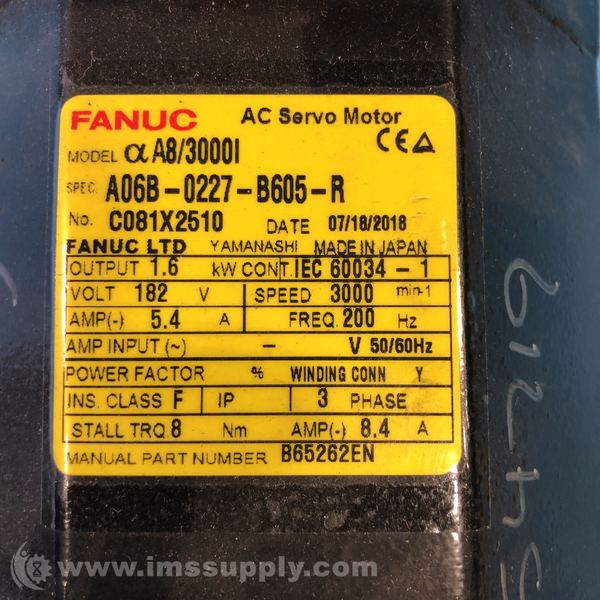 FANUC AC Servo Motor
CE
MODEL α A8/3000I
SPEC. A06B-0227-B605-R
No. C081X2510 DATE 07/18/2018
FANUC LTD YAMANASHI MADE IN JAPAN
OUTPUT 1.6 kW CONT. IEC 60034-1
VOLT 182 V SPEED 3000 min-1
AMP(~) 5.4 A FREQ. 200 Hz
AMP INPUT (~) - V 50/60Hz
POWER FACTOR % WINDING CONN Y
INS. CLASS F IP 3 PHASE
STALL TRQ. 8 Nm AMP(~) 8.4 A
MANUAL PART NUMBER B65262EN
www.imssupply.com